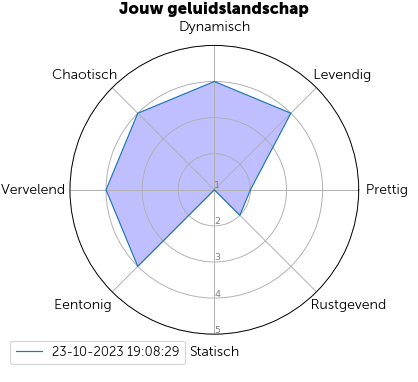 Jouw geluidslandschap
Dynamisch
Chaotisch
Levendig
Vervelend
1
Prettig
2
3
Eentonig
4
Rustgevend
5
23-10-2023 19:08:29
Statisch